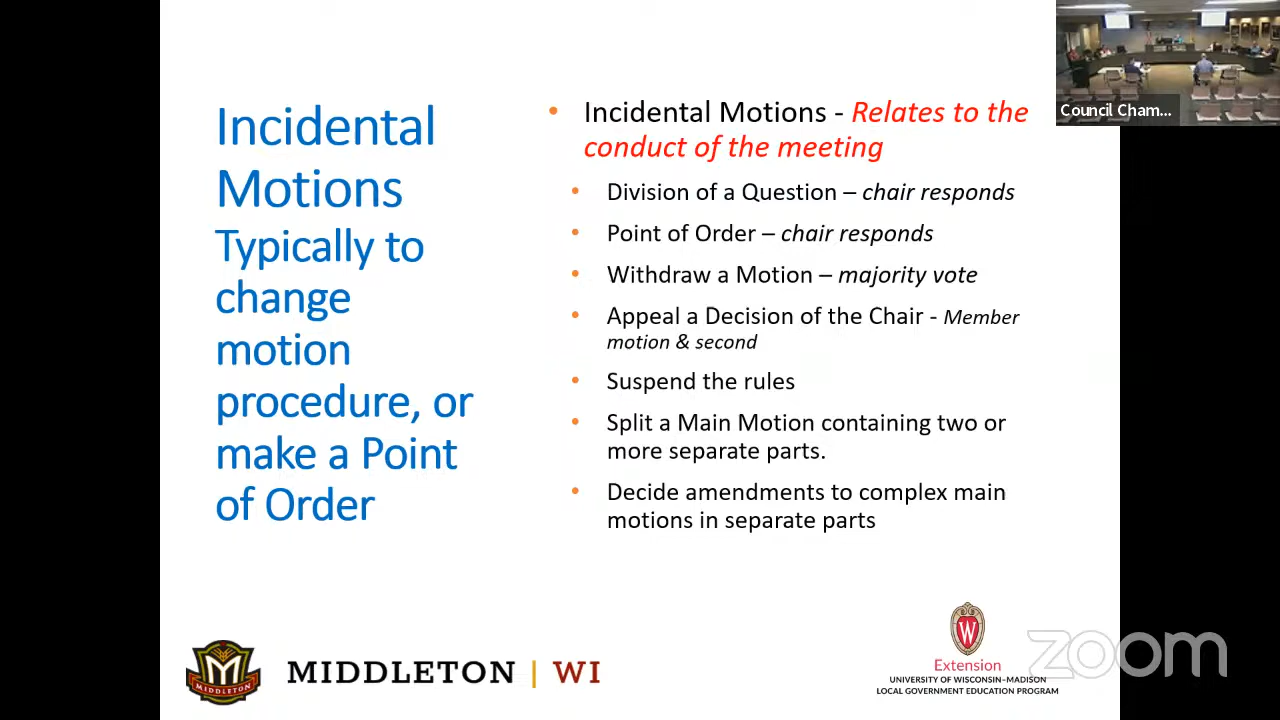 Council Cham...
Incidental
Motions
Typically to
change
motion
procedure, or
make a Point
of Order
• Incidental Motions - Relates to the
conduct of the meeting
• Division of a Question – chair responds
• Point of Order – chair responds
• Withdraw a Motion – majority vote
• Appeal a Decision of the Chair - Member
motion & second
• Suspend the rules
• Split a Main Motion containing two or
more separate parts.
• Decide amendments to complex main
motions in separate parts
MIDDLETON
MIDDLETON | WI
W
Extension
UNIVERSITY OF WISCONSIN–MADISON
LOCAL GOVERNMENT EDUCATION PROGRAM
zoom